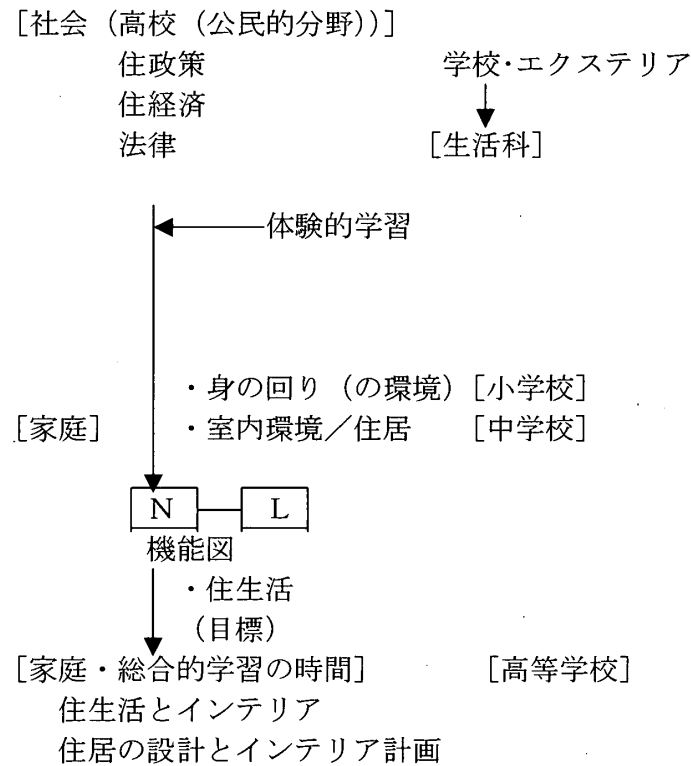 [社会（高校（公民的分野））]
住政策 学校・エクステリア
住経済
法律 [生活科]
体験的学習
・身の回り（の環境）[小学校]
[家庭] ・室内環境／住居 [中学校]
N L
機能図
・住生活
（目標）
[家庭・総合的学習の時間] [高等学校]
住生活とインテリア
住居の設計とインテリア計画